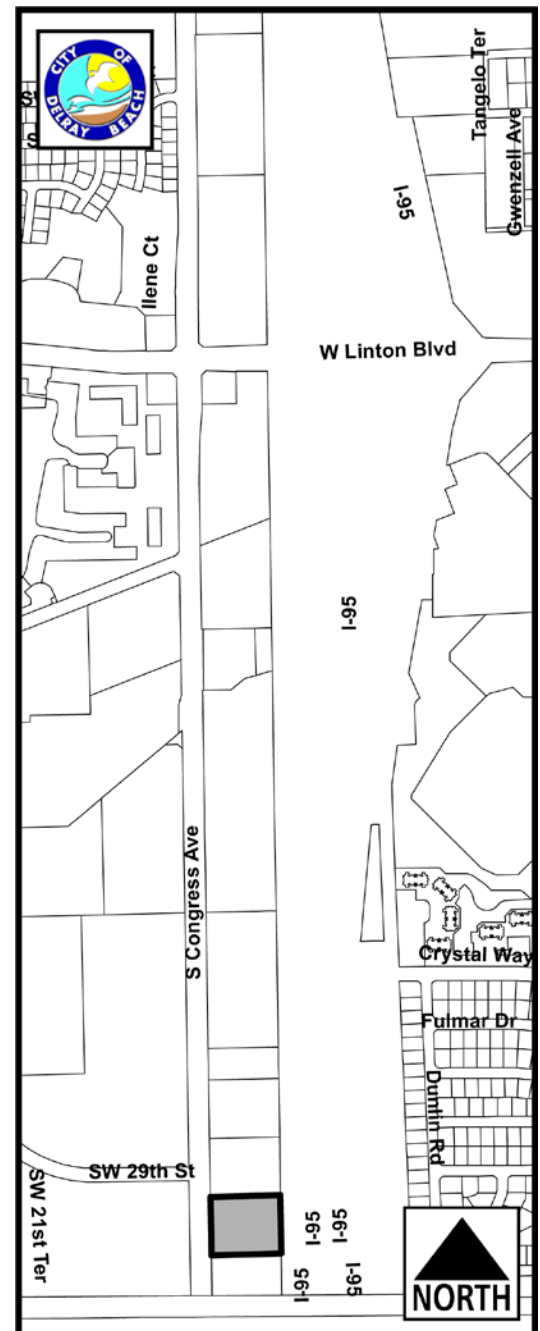 CITY OF
DELRAY BEACH
Tangelo Ter
Gwenzell Ave
I-95
Ilene Ct
W Linton Blvd
I-95
S Congress Ave
Crystal Way
Fulmar Dr
Duntin Rd
SW 29th St
SW 21st Ter
I-95
I-95
I-95
I-95
NORTH